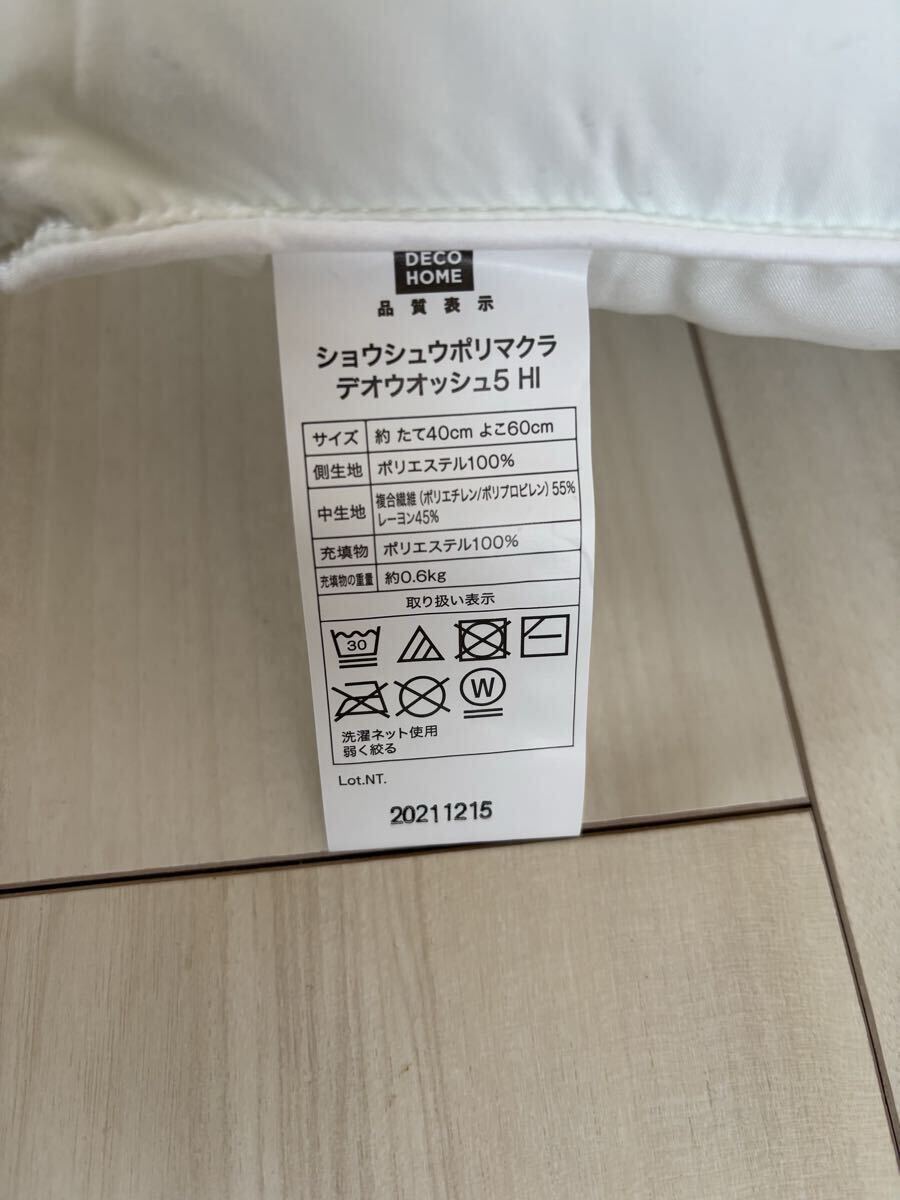 DECO
HOME
品質表示
ショウシュウポリマクラ
デオウオッシュ5 HI
サイズ 約 たて40cm よこ60cm
側生地 ポリエステル100%
中生地 複合繊維(ポリエチレン/ポリプロピレン)55%
レーヨン45%
充填物 ポリエステル100%
充填物の重量 約0.6kg
取り扱い表示
30
W
洗濯ネット使用
弱く絞る
Lot.NT.
20211215